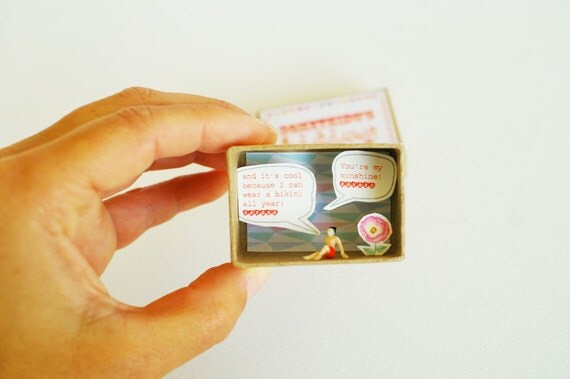 You're my
sunshine!
and it's cool
because I can
wear a bikini
all year!